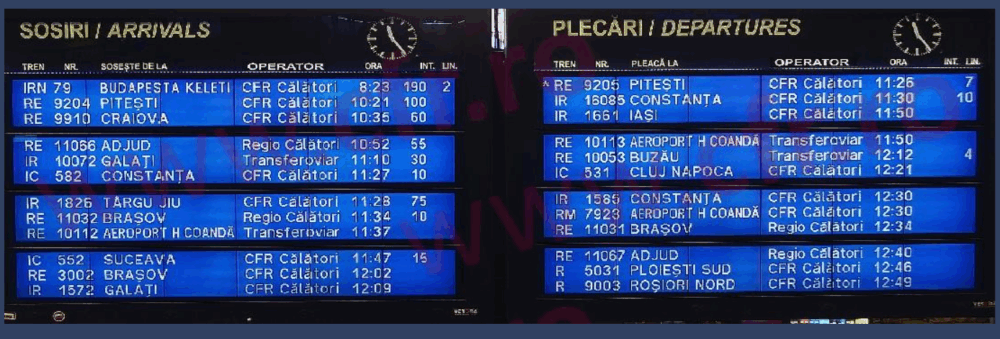 SOSIRI / ARRIVALS
TREN NR. SOSEȘTE DE LA OPERATOR ORA INT. LIN.
IRN 79 BUDAPESTA KELETI CFR Călători 8:23 190 2
RE 9204 PITEȘTI CFR Călători 10:21 100
RE 9910 CRAIOVA CFR Călători 10:35 60
RE 11066 ADJUD Regio Călători 10:52 55
IR 10072 GALAȚI Transferoviar 11:10 30
IC 582 CONSTANȚA CFR Călători 11:27 10
IR 1826 TÂRGU JIU CFR Călători 11:28 75
RE 11032 BRAȘOV Regio Călători 11:34 10
RE 10112 AEROPORT H COANDĂ Transferoviar 11:37
IC 552 SUCEAVA CFR Călători 11:47 15
RE 3002 BRAȘOV CFR Călători 12:02
IR 1572 GALAȚI CFR Călători 12:09
PLECĂRI / DEPARTURES
TREN NR. PLEACĂ LA OPERATOR ORA INT. LIN.
* RE 9205 PITEȘTI CFR Călători 11:26 7
IR 16085 CONSTANȚA CFR Călători 11:30 10
IR 1661 IAȘI CFR Călători 11:50
RE 10113 AEROPORT H COANDĂ Transferoviar 11:50
RE 10053 BUZĂU Transferoviar 12:12 4
IC 531 CLUJ NAPOCA CFR Călători 12:21
IR 1585 CONSTANȚA CFR Călători 12:30
RM 7923 AEROPORT H COANDĂ CFR Călători 12:30
RE 11031 BRAȘOV Regio Călători 12:34
RE 11067 ADJUD Regio Călători 12:40
R 5031 PLOIEȘTI SUD CFR Călători 12:46
R 9003 ROȘIORI NORD CFR Călători 12:49